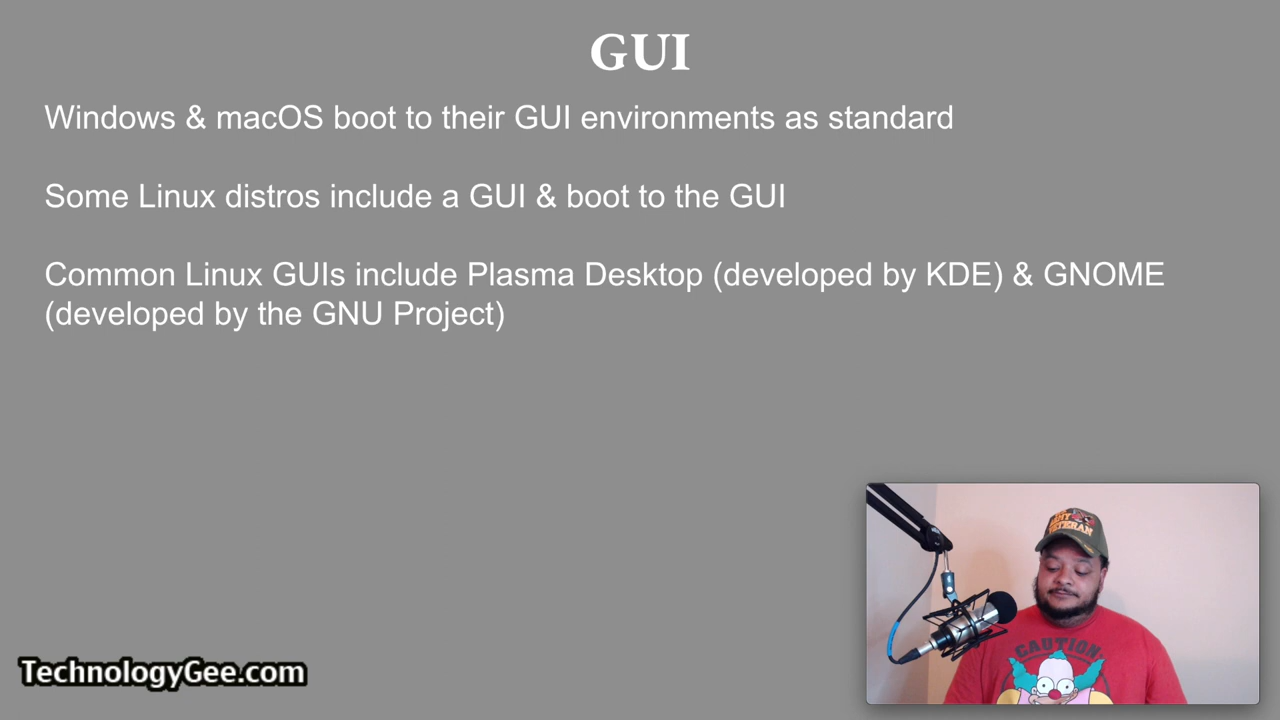 GUI
Windows & macOS boot to their GUI environments as standard
Some Linux distros include a GUI & boot to the GUI
Common Linux GUIs include Plasma Desktop (developed by KDE) & GNOME
(developed by the GNU Project)
VETERAN
CAUTION
TechnologyGee.com